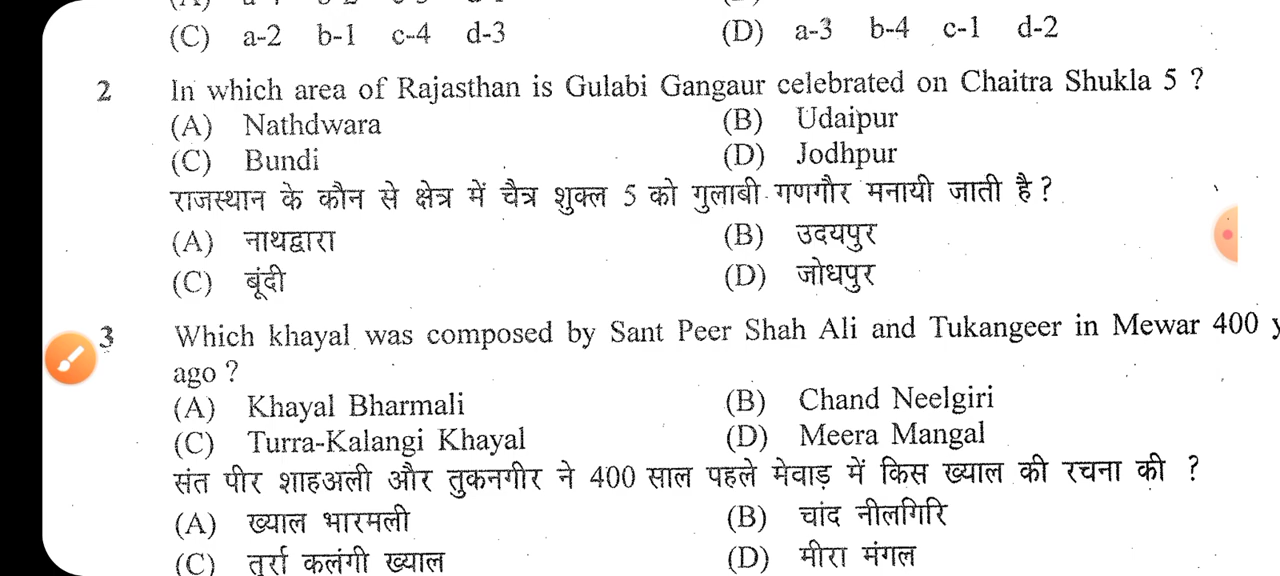 (C) a-2 b-1 c-4 d-3 (D) a-3 b-4 c-1 d-2
2 In which area of Rajasthan is Gulabi Gangaur celebrated on Chaitra Shukla 5 ?
(A) Nathdwara (B) Udaipur
(C) Bundi (D) Jodhpur
राजस्थान के कौन से क्षेत्र में चैत्र शुक्ल 5 को गुलाबी गणगौर मनायी जाती है ?
(A) नाथद्वारा (B) उदयपुर
(C) बूंदी (D) जोधपुर
3 Which khayal was composed by Sant Peer Shah Ali and Tukangeer in Mewar 400 y
ago ?
(A) Khayal Bharmali (B) Chand Neelgiri
(C) Turra-Kalangi Khayal (D) Meera Mangal
संत पीर शाहअली और तुकनगीर ने 400 साल पहले मेवाड़ में किस ख्याल की रचना की ?
(A) ख्याल भारमली (B) चांद नीलगिरि
(C) तुर्रा कलंगी ख्याल (D) मीरा मंगल